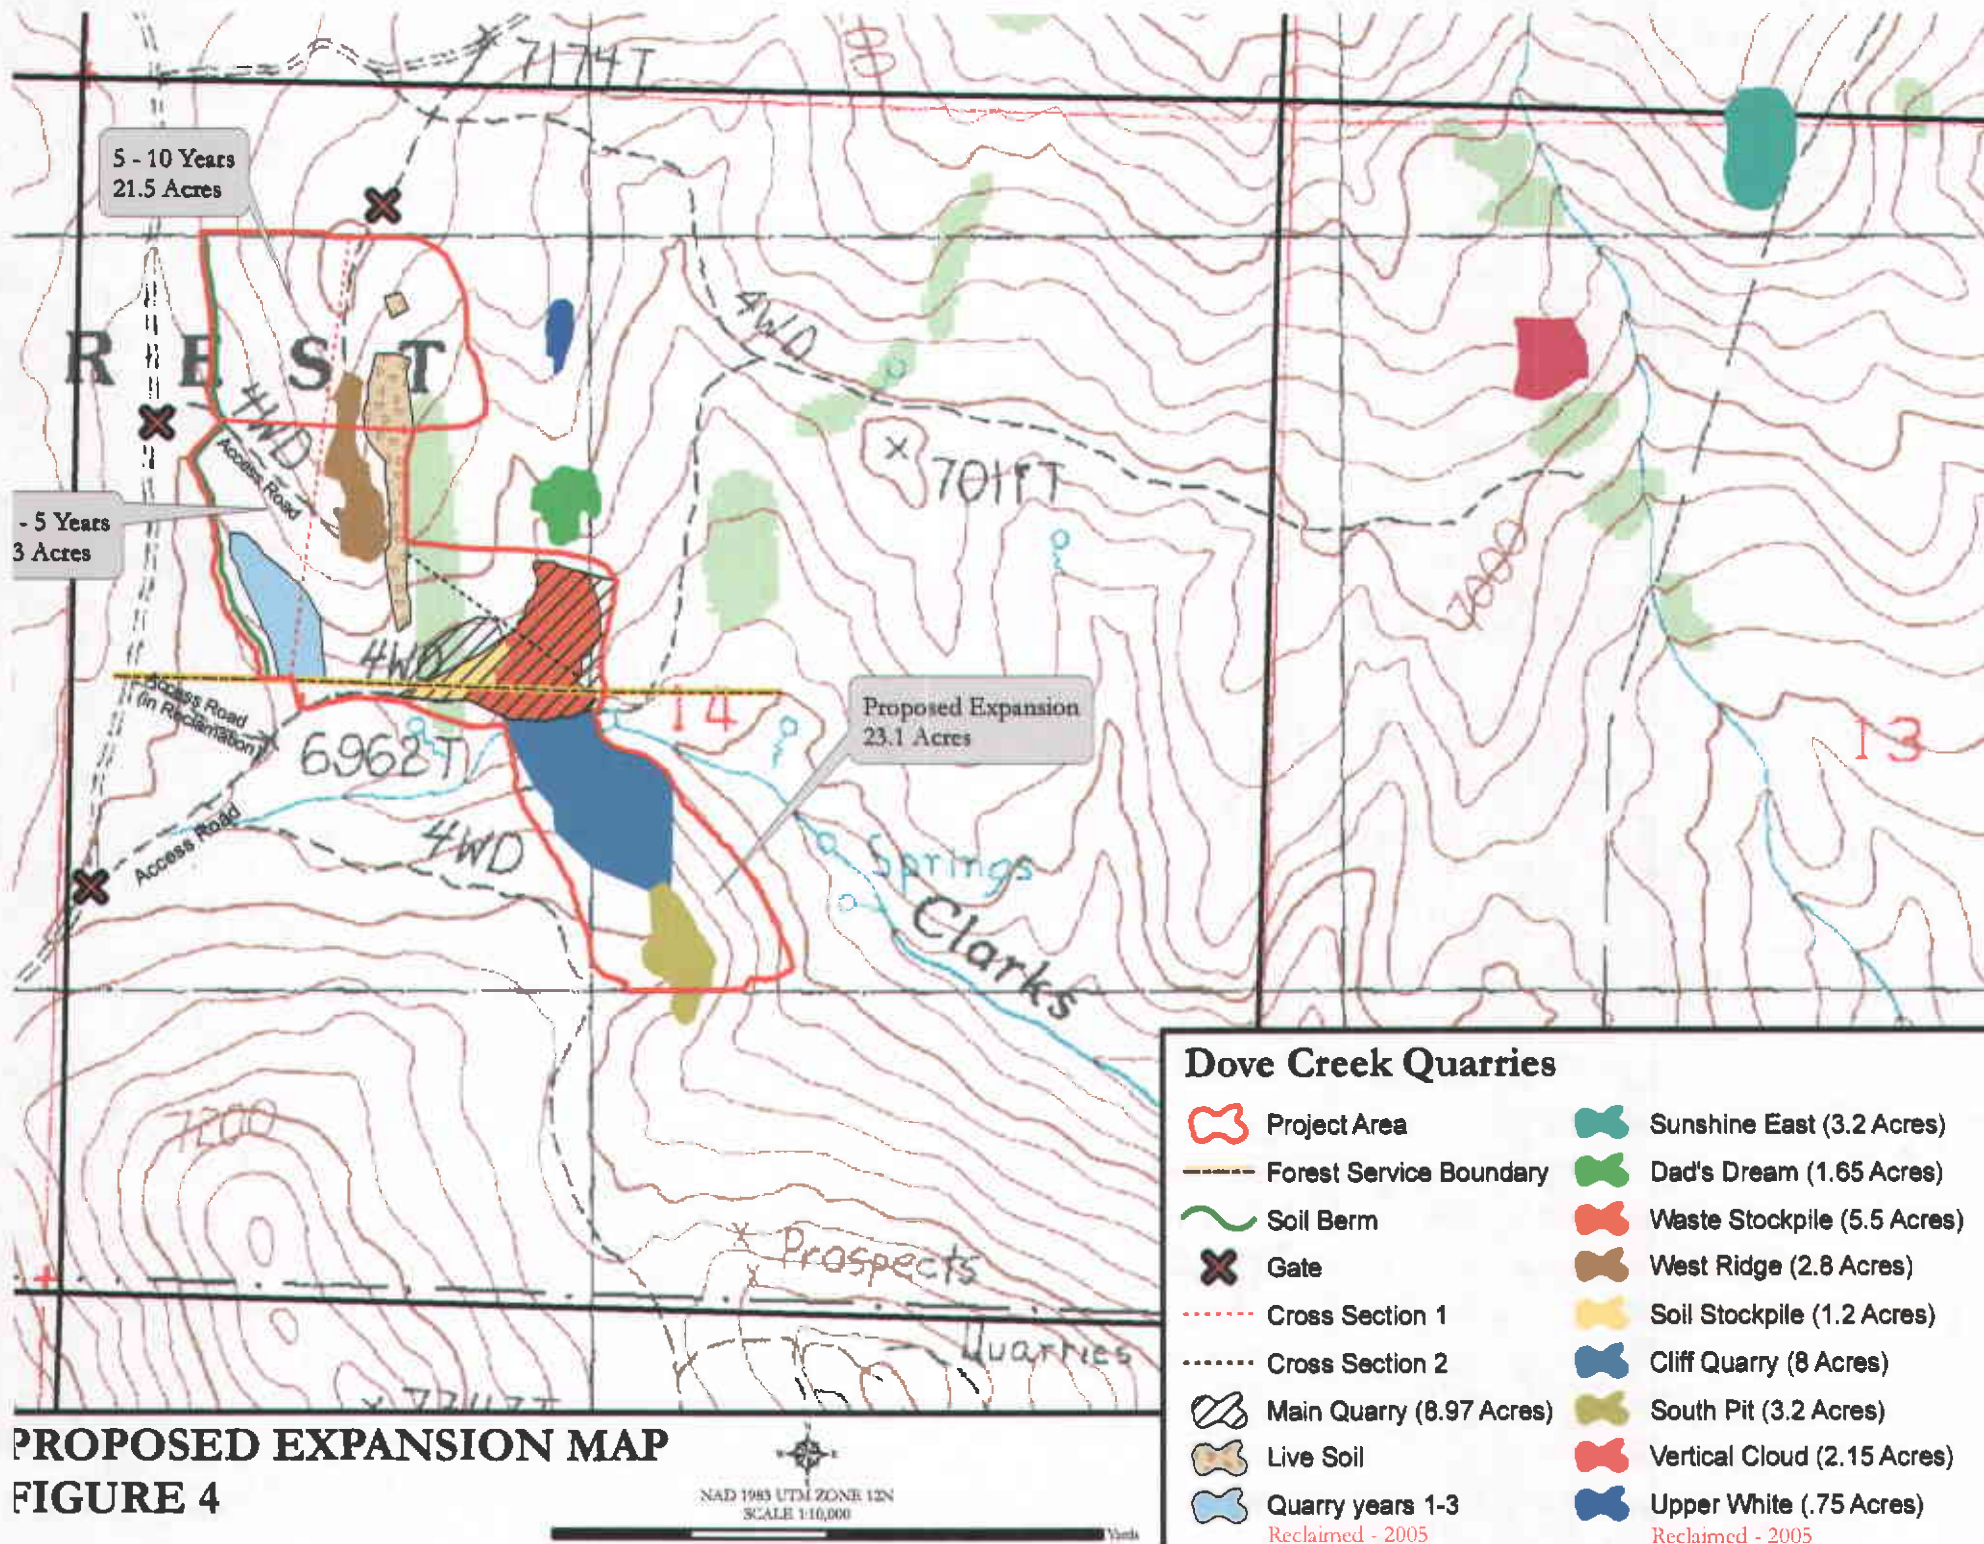 7174T
5 - 10 Years
21.5 Acres
R E S T
4WD
4WD
Access Road
701FT
- 5 Years
3 Acres
7000
4WD
Access Road
(in Reclamation)
14
Proposed Expansion
23.1 Acres
13
6962T
Access Road
4WD
Springs
Clarks
7200
Prospects
Quarries
Dove Creek Quarries
Project Area
Forest Service Boundary
Soil Berm
Gate
Cross Section 1
Cross Section 2
Main Quarry (8.97 Acres)
Live Soil
Quarry years 1-3
Reclaimed - 2005
Sunshine East (3.2 Acres)
Dad's Dream (1.65 Acres)
Waste Stockpile (5.5 Acres)
West Ridge (2.8 Acres)
Soil Stockpile (1.2 Acres)
Cliff Quarry (8 Acres)
South Pit (3.2 Acres)
Vertical Cloud (2.15 Acres)
Upper White (.75 Acres)
Reclaimed - 2005
PROPOSED EXPANSION MAP
FIGURE 4
NAD 1983 UTM ZONE 12N
SCALE 1:10,000
Yards